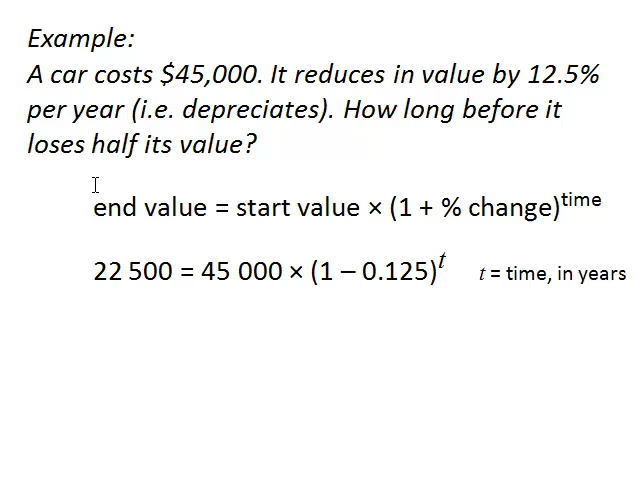 Example:
A car costs $45,000. It reduces in value by 12.5%
per year (i.e. depreciates). How long before it
loses half its value?
end value = start value × (1 + % change)^time
22 500 = 45 000 × (1 – 0.125)^t t = time, in years